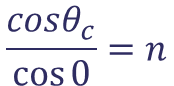 cosθ_c / cos 0 = n